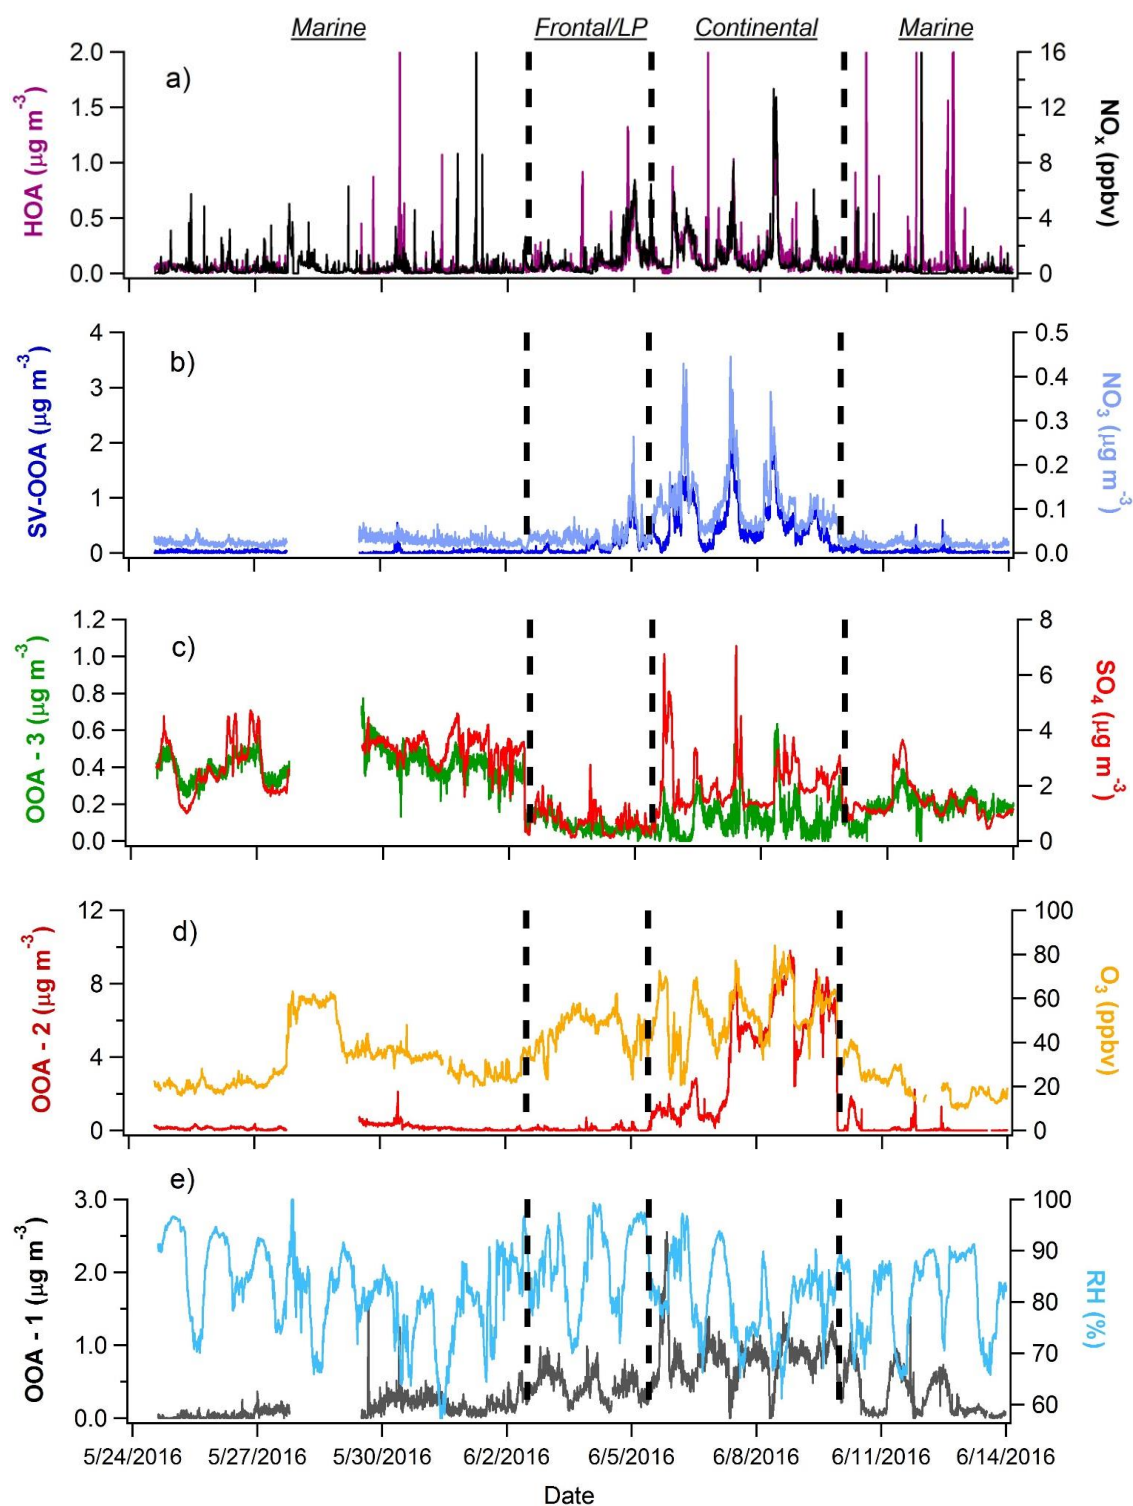 Marine Frontal/LP Continental Marine
a)
HOA (μg m-3)
2.0
1.5
1.0
0.5
0.0
NOx (ppbv)
16
12
8
4
0
b)
SV-OOA (μg m-3)
4
3
2
1
0
NO3 (μg m-3)
0.5
0.4
0.3
0.2
0.1
0.0
c)
OOA - 3 (μg m-3)
1.2
1.0
0.8
0.6
0.4
0.2
0.0
SO4 (μg m-3)
8
6
4
2
0
d)
OOA - 2 (μg m-3)
12
8
4
0
O3 (ppbv)
100
80
60
40
20
0
e)
OOA - 1 (μg m-3)
3.0
2.0
1.0
0.0
RH (%)
100
90
80
70
60
5/24/2016 5/27/2016 5/30/2016 6/2/2016 6/5/2016 6/8/2016 6/11/2016 6/14/2016
Date